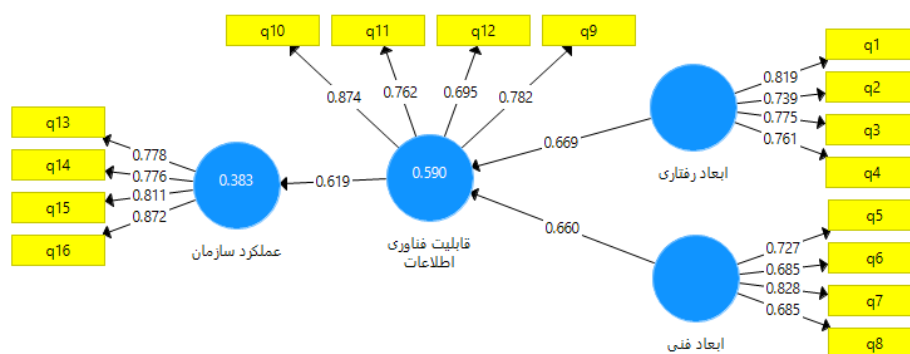 q10
q11
q12
q9
q1
q2
q3
q4
0.874
0.762
0.695
0.782
0.819
0.739
0.775
0.761
q13
q14
q15
q16
0.778
0.776
0.811
0.872
0.383
عملکرد سازمان
0.619
0.590
قابلیت فناوری
اطلاعات
0.669
ابعاد رفتاری
0.660
q5
q6
q7
q8
0.727
0.685
0.828
0.685
ابعاد فنی